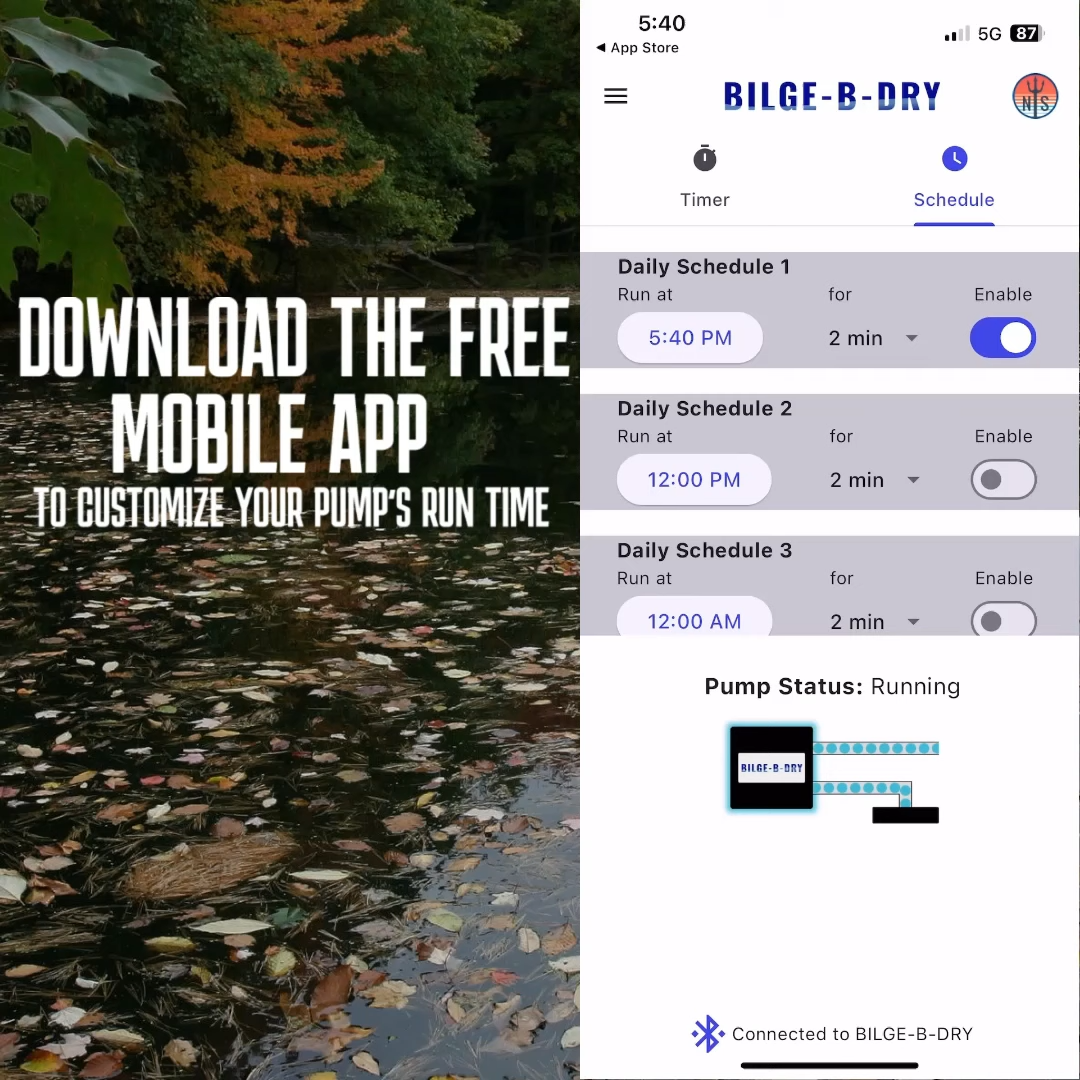 DOWNLOAD THE FREE
MOBILE APP
TO CUSTOMIZE YOUR PUMP'S RUN TIME
5:40
5G 87
◀ App Store
BILGE-B-DRY
NS
Timer
Schedule
Daily Schedule 1
Run at for Enable
5:40 PM 2 min
Daily Schedule 2
Run at for Enable
12:00 PM 2 min
Daily Schedule 3
Run at for Enable
12:00 AM 2 min
Pump Status: Running
BILGE-B-DRY
Connected to BILGE-B-DRY